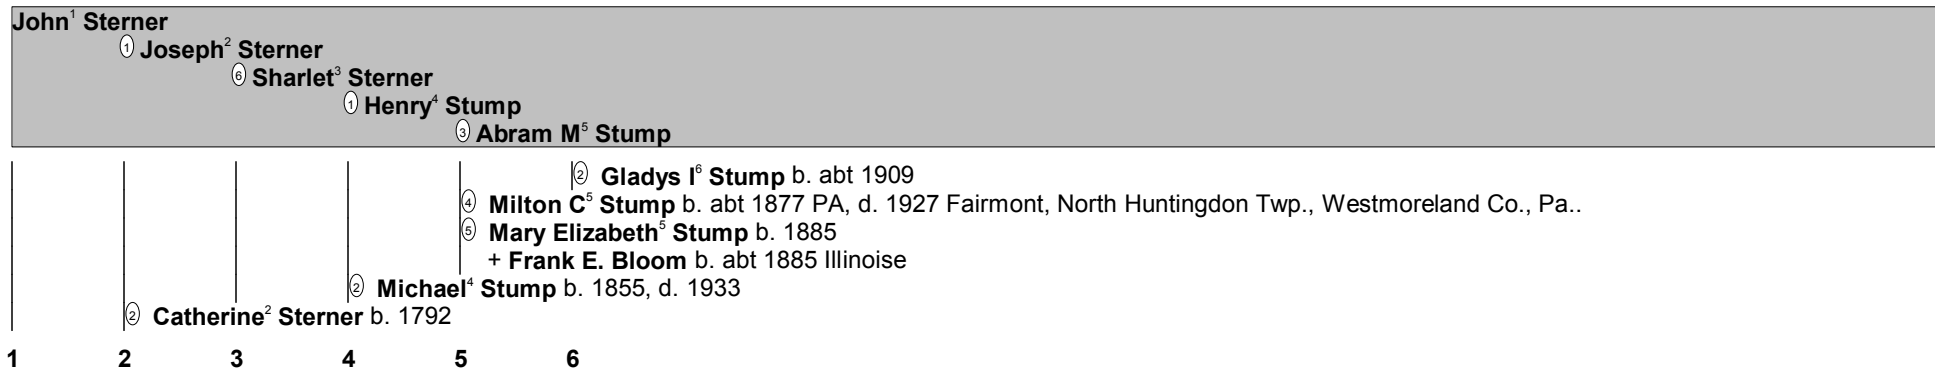 John¹ Sterner
1 Joseph² Sterner
6 Sharlet³ Sterner
1 Henry⁴ Stump
3 Abram M⁵ Stump
2 Gladys I⁶ Stump b. abt 1909
4 Milton C⁵ Stump b. abt 1877 PA, d. 1927 Fairmont, North Huntingdon Twp., Westmoreland Co., Pa..
5 Mary Elizabeth⁵ Stump b. 1885
+ Frank E. Bloom b. abt 1885 Illinoise
2 Michael⁴ Stump b. 1855, d. 1933
2 Catherine² Sterner b. 1792
1 2 3 4 5 6